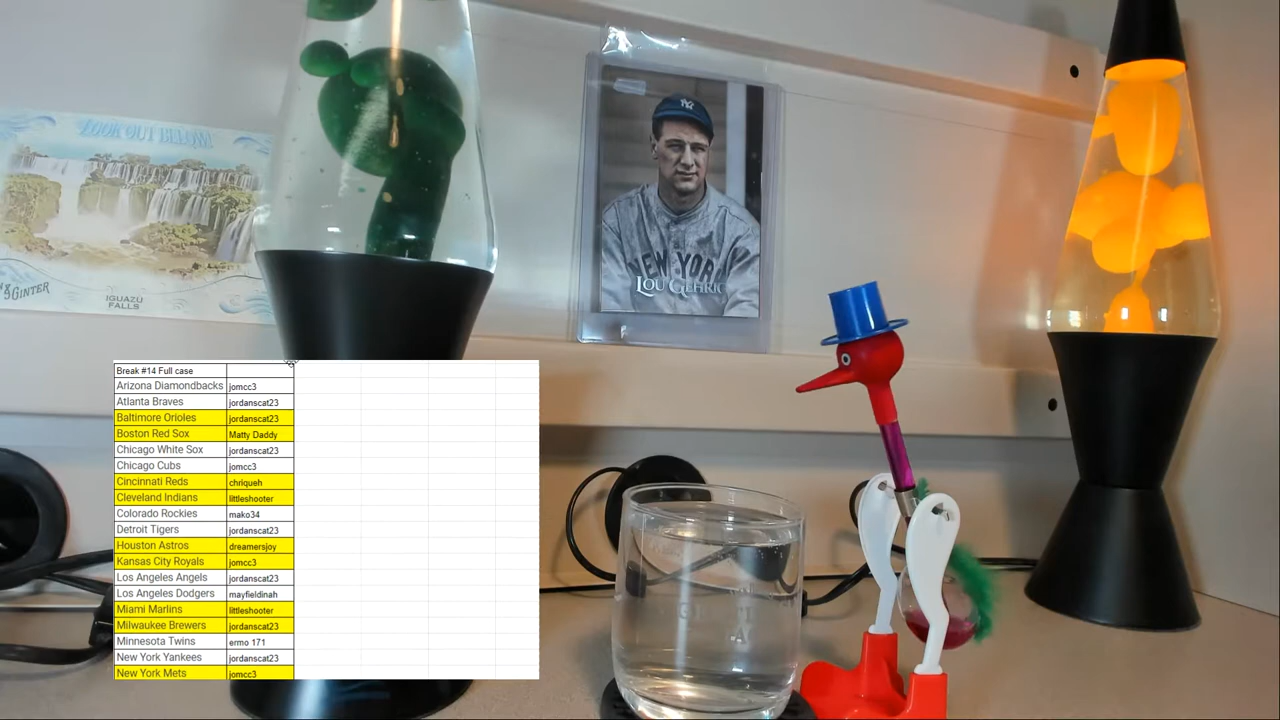 LOOK OUT BELOW!
& GINTER
IGUAZÚ
FALLS
NY
NEW YORK
LOU GEHRIG
Break #14 Full case
Arizona Diamondbacks jomcc3
Atlanta Braves jordanscat23
Baltimore Orioles jordanscat23
Boston Red Sox Matty Daddy
Chicago White Sox jordanscat23
Chicago Cubs jomcc3
Cincinnati Reds chriqueh
Cleveland Indians littleshooter
Colorado Rockies mako34
Detroit Tigers jordanscat23
Houston Astros dreamersjoy
Kansas City Royals jomcc3
Los Angeles Angels jordanscat23
Los Angeles Dodgers mayfieldinah
Miami Marlins littleshooter
Milwaukee Brewers jordanscat23
Minnesota Twins ermo 171
New York Yankees jordanscat23
New York Mets jomcc3